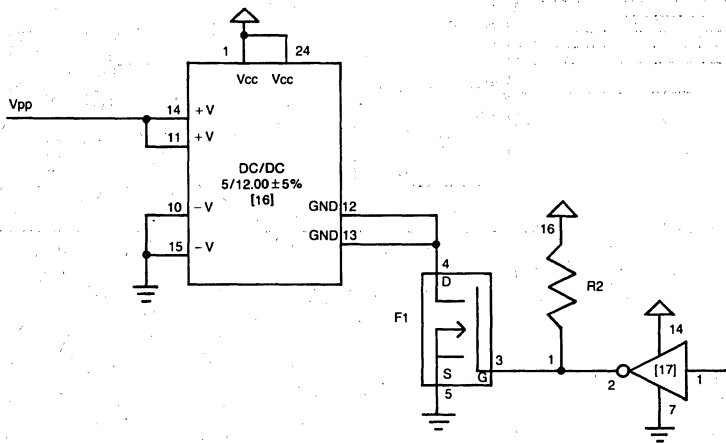 1 24
Vcc Vcc
Vpp
14 + V
11 + V
DC/DC
5/12.00 ± 5%
[16]
GND 12
10 − V
GND 13
15 − V
16
4
D
R2
F1
14
3
1
[17]
2
1
S
G
5
7